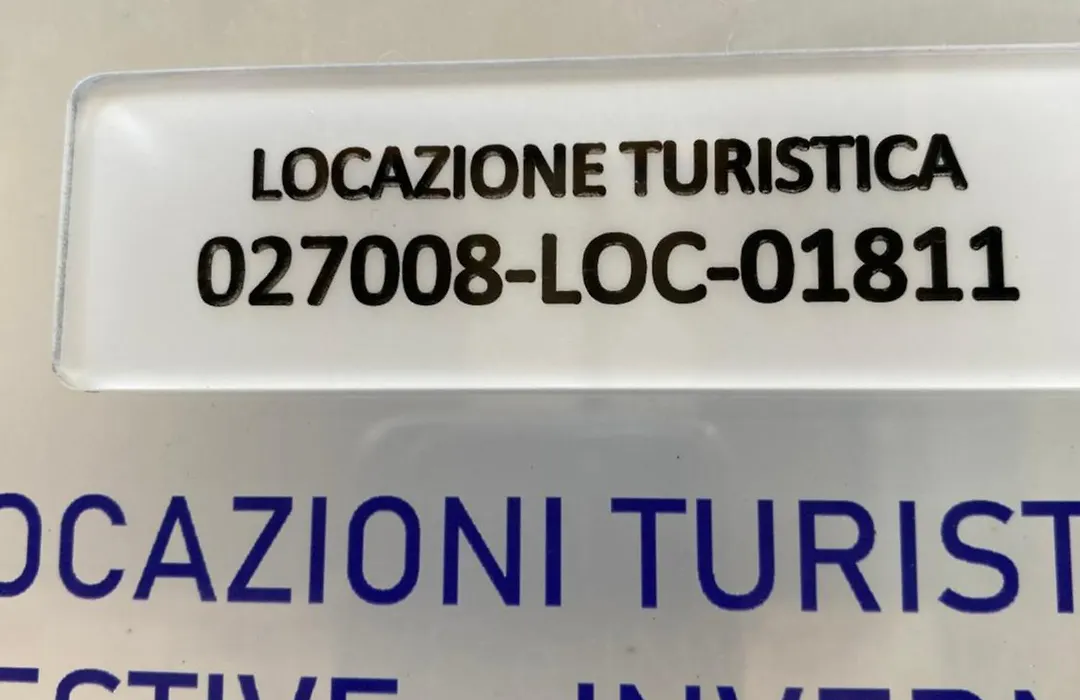 LOCAZIONE TURISTICA
027008-LOC-01811
OCAZIONI TURIST